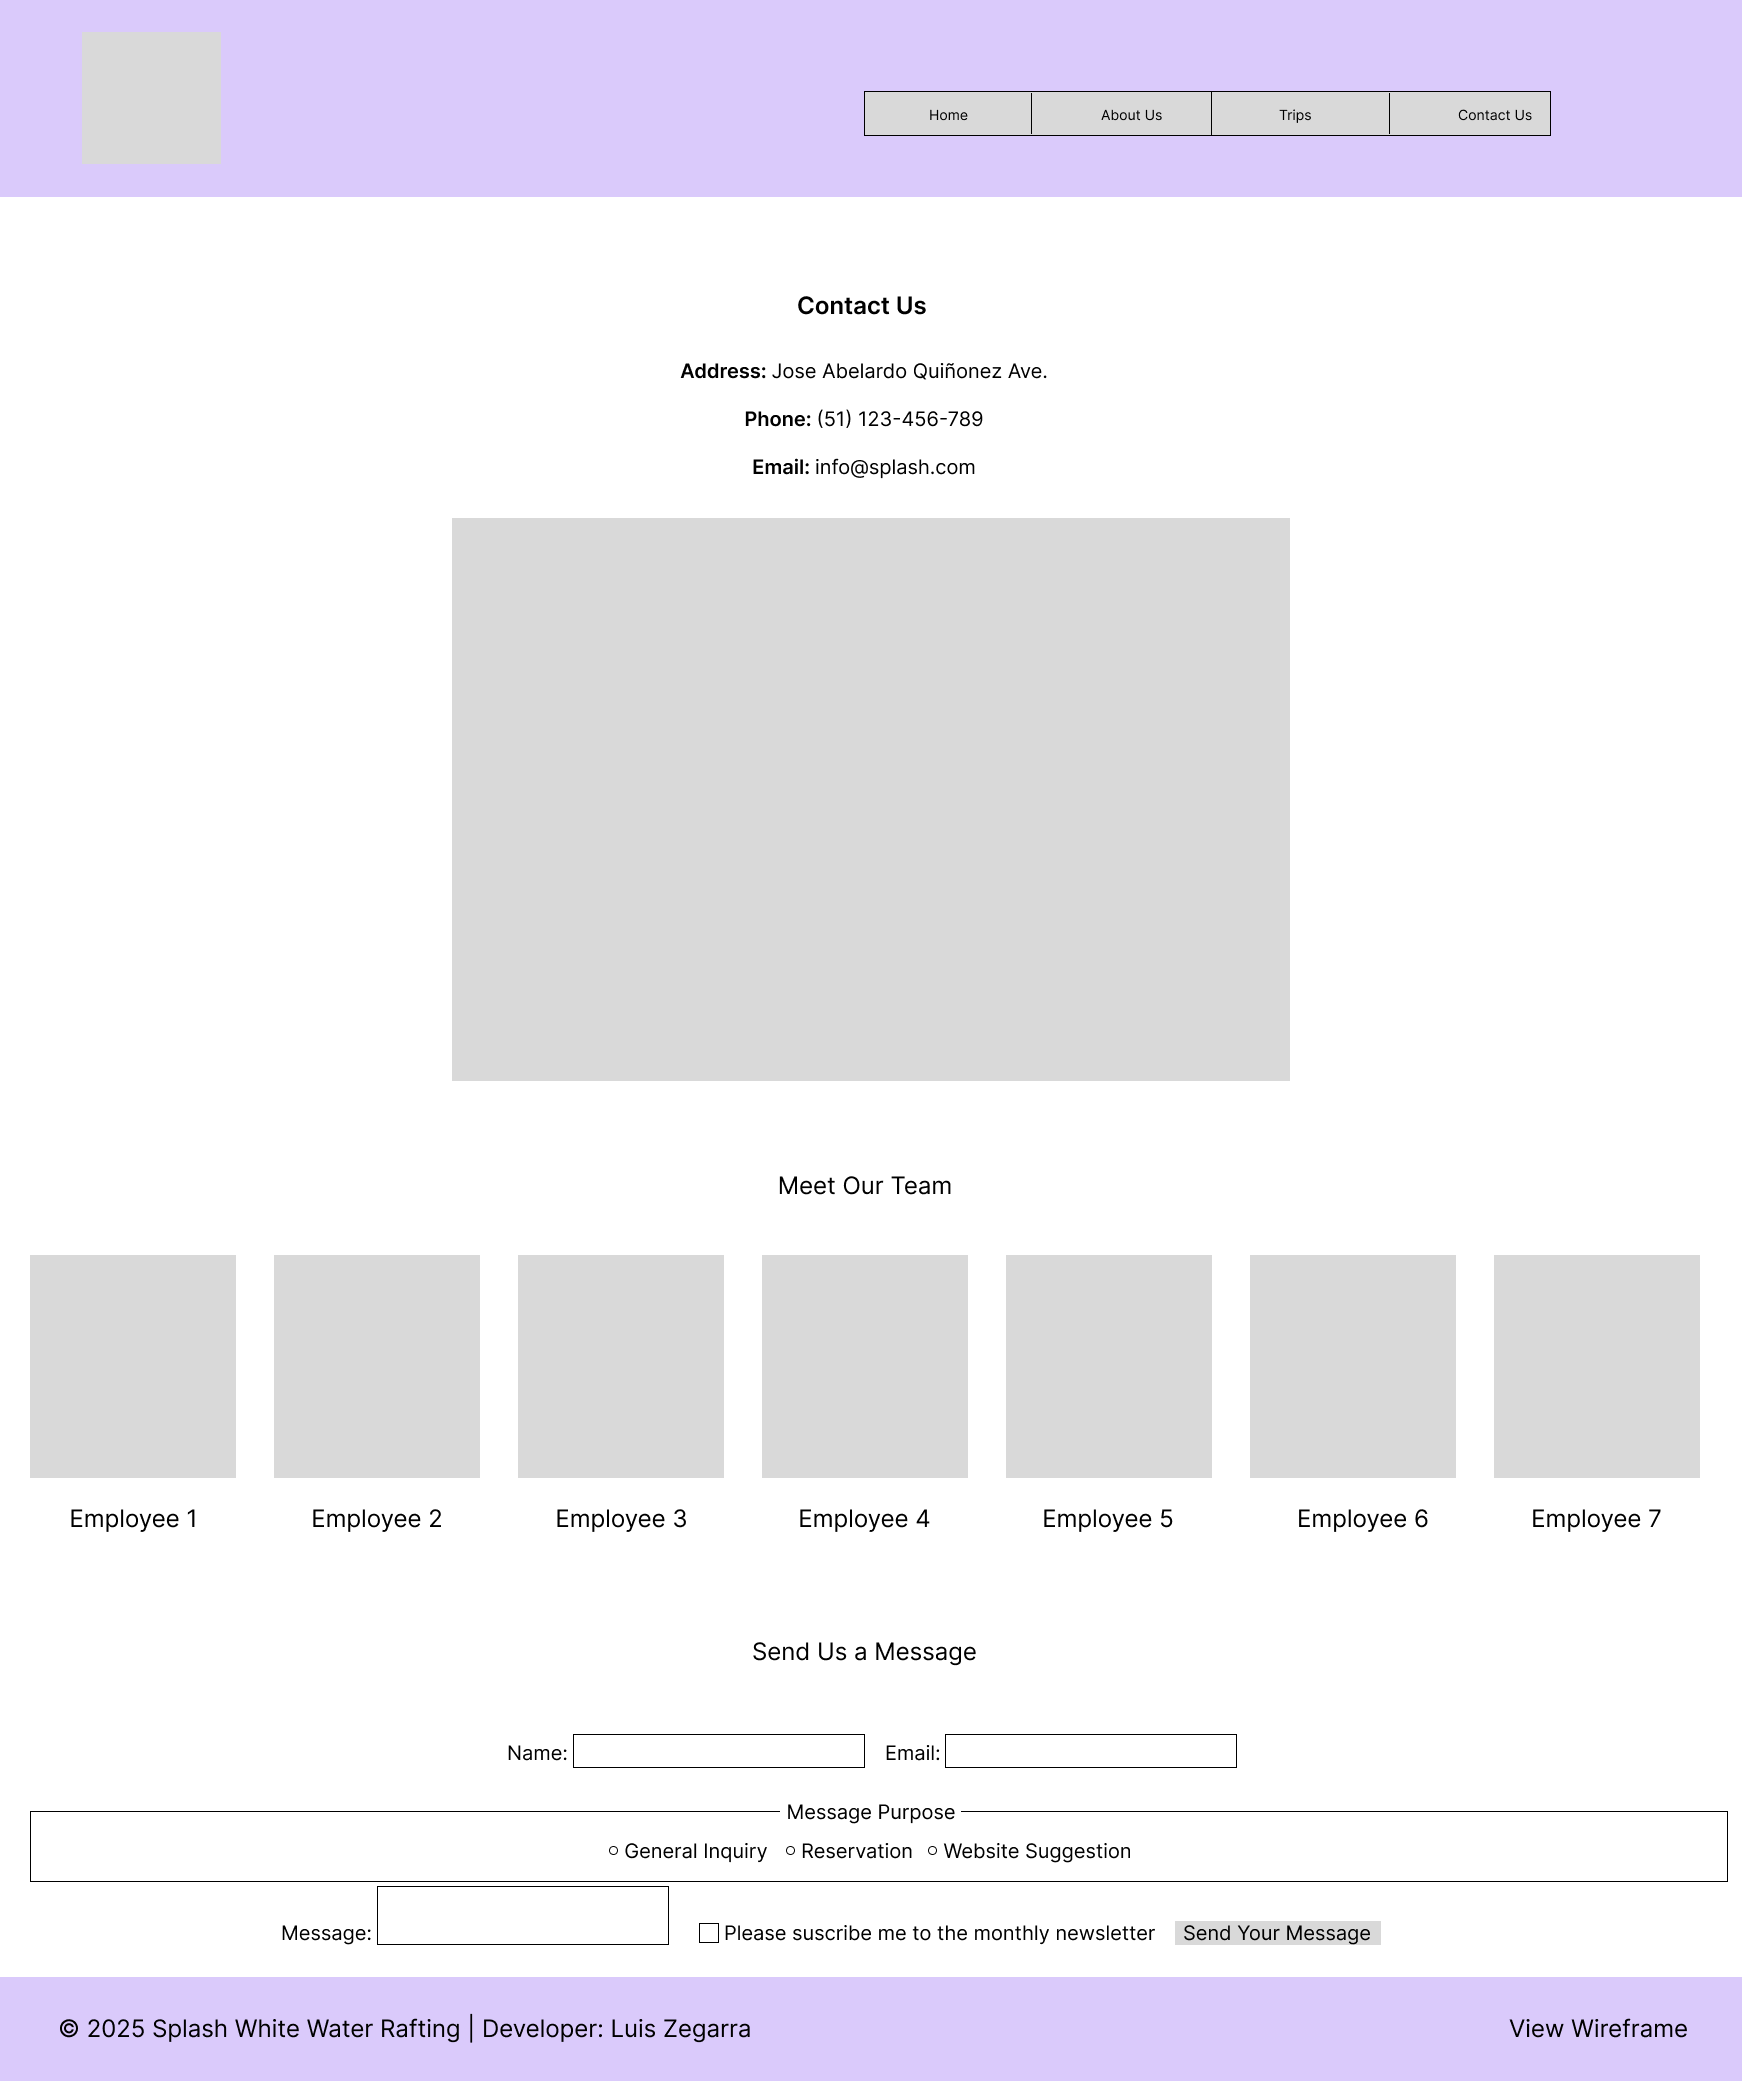 Home
About Us
Trips
Contact Us
Contact Us
Address: Jose Abelardo Quiñonez Ave.
Phone: (51) 123-456-789
Email: info@splash.com
Meet Our Team
Employee 1
Employee 2
Employee 3
Employee 4
Employee 5
Employee 6
Employee 7
Send Us a Message
Name:
Email:
Message Purpose
General Inquiry
Reservation
Website Suggestion
Message:
Please suscribe me to the monthly newsletter
Send Your Message
© 2025 Splash White Water Rafting | Developer: Luis Zegarra
View Wireframe